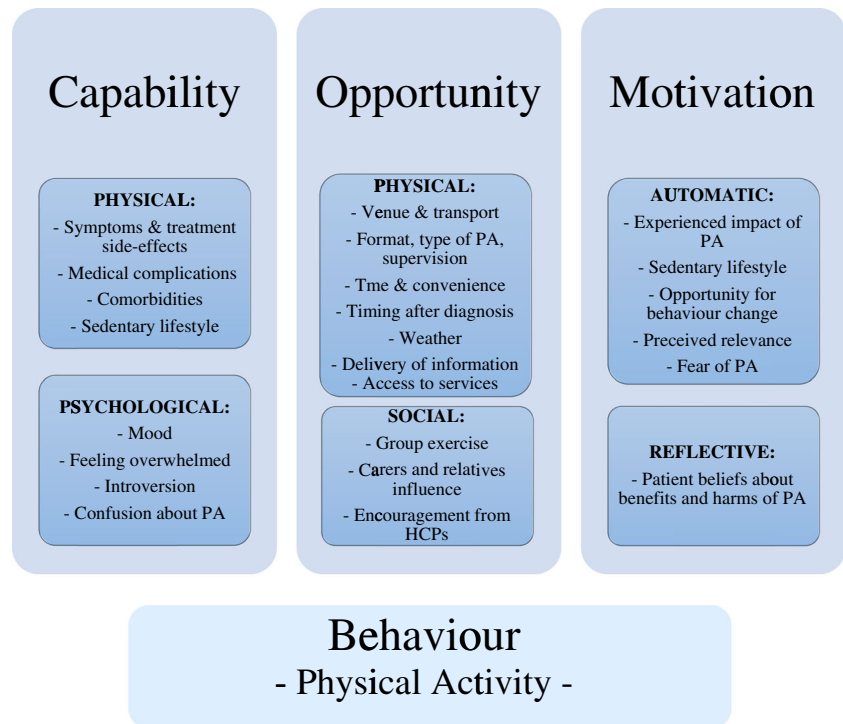 Capability
PHYSICAL:
- Symptoms & treatment
side-effects
- Medical complications
- Comorbidities
- Sedentary lifestyle
PSYCHOLOGICAL:
- Mood
- Feeling overwhelmed
- Introversion
- Confusion about PA
Opportunity
PHYSICAL:
- Venue & transport
- Format, type of PA,
supervision
- Tme & convenience
- Timing after diagnosis
- Weather
- Delivery of information
- Access to services
SOCIAL:
- Group exercise
- Carers and relatives
influence
- Encouragement from
HCPs
Motivation
AUTOMATIC:
- Experienced impact of
PA
- Sedentary lifestyle
- Opportunity for
behaviour change
- Preceived relevance
- Fear of PA
REFLECTIVE:
- Patient beliefs about
benefits and harms of PA
Behaviour
- Physical Activity -